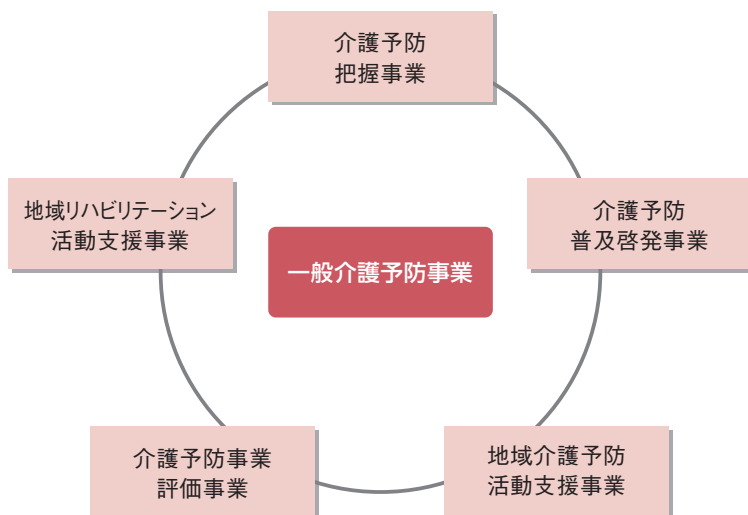 介護予防
把握事業
地域リハビリテーション
活動支援事業
介護予防
普及啓発事業
一般介護予防事業
介護予防事業
評価事業
地域介護予防
活動支援事業